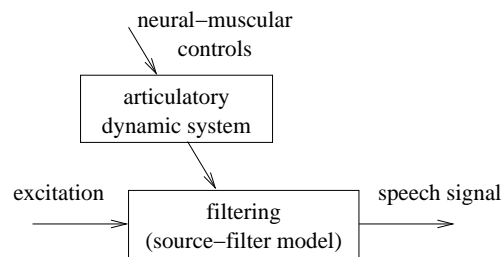 neural−muscular
controls
articulatory
dynamic system
excitation
speech signal
filtering
(source−filter model)